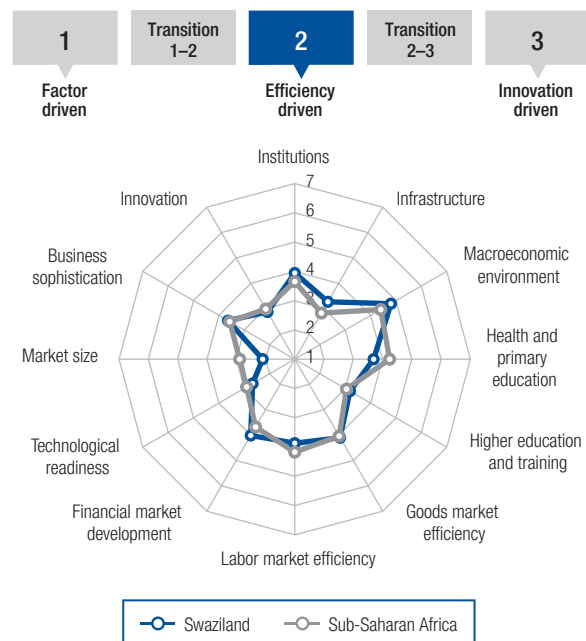 1
Transition
1–2
2
Transition
2–3
3
Factor
driven
Efficiency
driven
Innovation
driven
Institutions
Infrastructure
Macroeconomic
environment
Health and
primary
education
Higher education
and training
Goods market
efficiency
Labor market efficiency
Financial market
development
Technological
readiness
Market size
Business
sophistication
Innovation
7
6
5
4
3
2
1
Swaziland
Sub-Saharan Africa